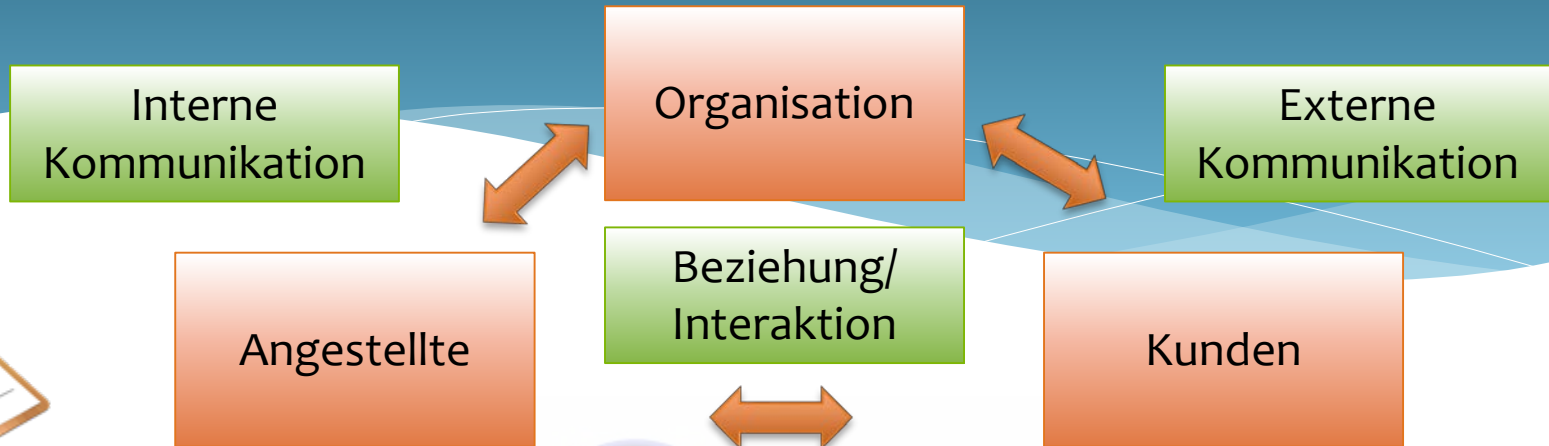 Interne
Kommunikation
Organisation
Externe
Kommunikation
Beziehung/
Interaktion
Angestellte
Kunden